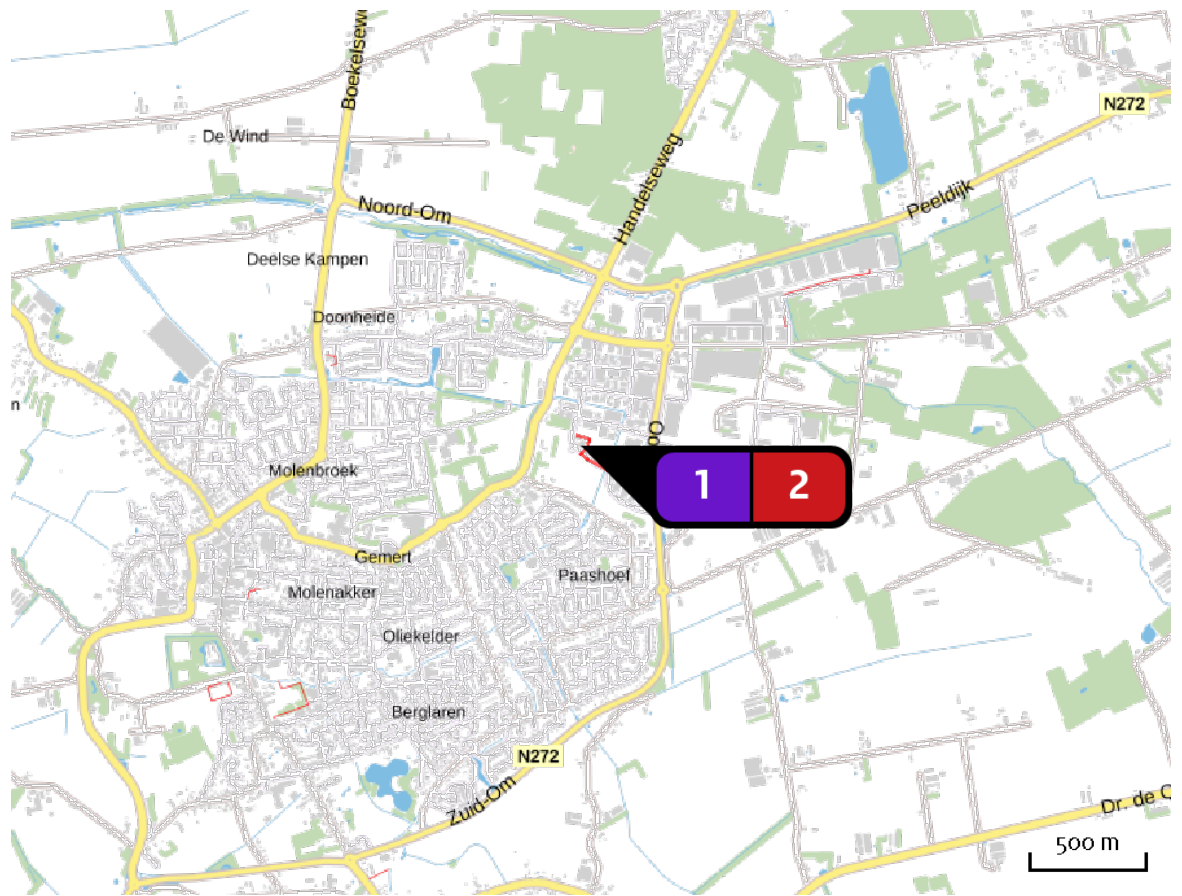 Boekelseweg
N272
De Wind
Handelseweg
Peeldijk
Noord-Om
Deelse Kampen
Doonheide
n
Oo
Molenbroek
1 2
Gemert
Paashoef
Molenakker
Oliekelder
Berglaren
N272
Zuid-Om
Dr. de
500 m